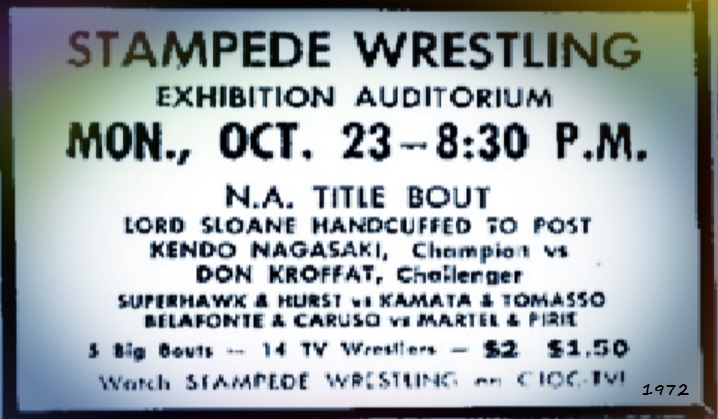 STAMPEDE WRESTLING
EXHIBITION AUDITORIUM
MON., OCT. 23-8:30 P.M.
N.A. TITLE BOUT
LORD SLOANE HANDCUFFED TO POST
KENDO NAGASAKI, Champion vs
DON KROFFAT, Challenger
SUPERHAWK & HURST vs KAMATA & TOMASSO
BELAFONTE & CARUSO vs MARTEL & PIRIE
5 Big Bouts — 14 TV Wrestlers — $2 $1.50
Watch STAMPEDE WRESTLING on
1972